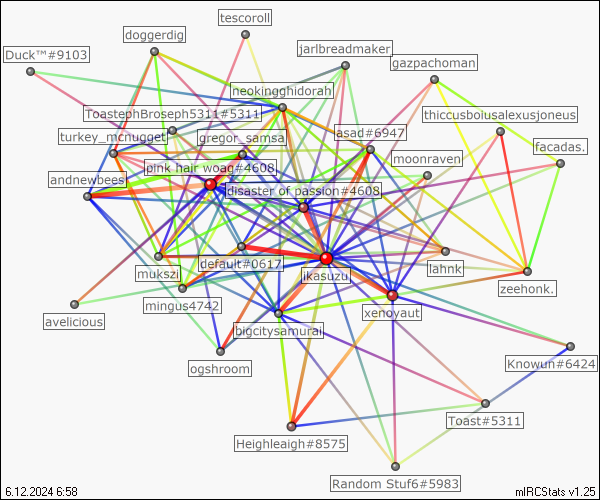 tescoroll
doggerdig
Duck™#9103
jarlbreadmaker
gazpachoman
neokingghidorah
ToastephBroseph5311#5311
thiccusboiusalexusjoneus
turkey_mcnugget
gregor_samsa
asad#6947
facadas.
moonraven
pink hair woag#4608
andnewbees
disaster of passion#4608
mukszi
default#0617
jkasuzu
lahnk
zeehonk.
mingus4742
avelicious
xenoyaut
bigcitysamurai
ogshroom
Knowun#6424
Toast#5311
Heighleaigh#8575
Random Stuf6#5983
6.12.2024 6:58
mIRCStats v1.25